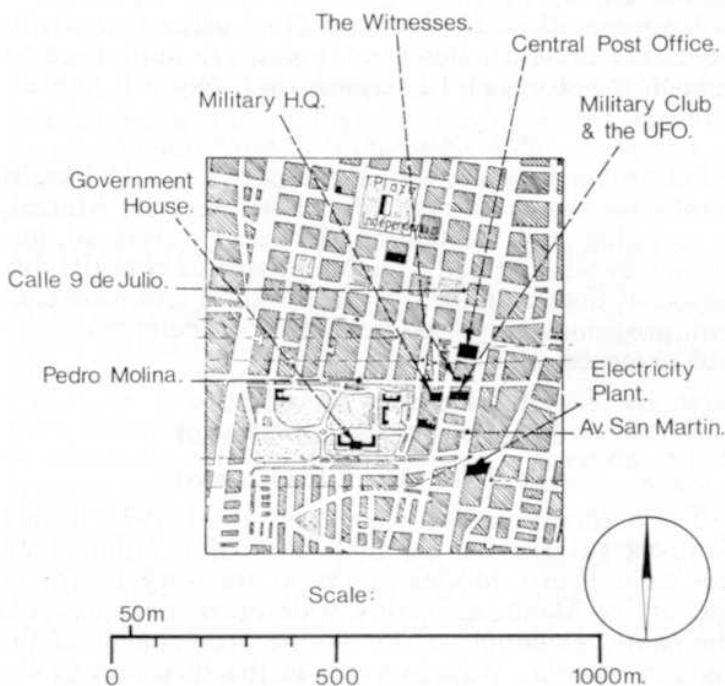 The Witnesses.
Central Post Office.
Military H.Q.
Military Club
& the UFO.
Government
House.
Plaza
Independencia
Calle 9 de Julio.
Pedro Molina.
Electricity
Plant.
Av. San Martin.
Scale:
50m
0 500 1000m.